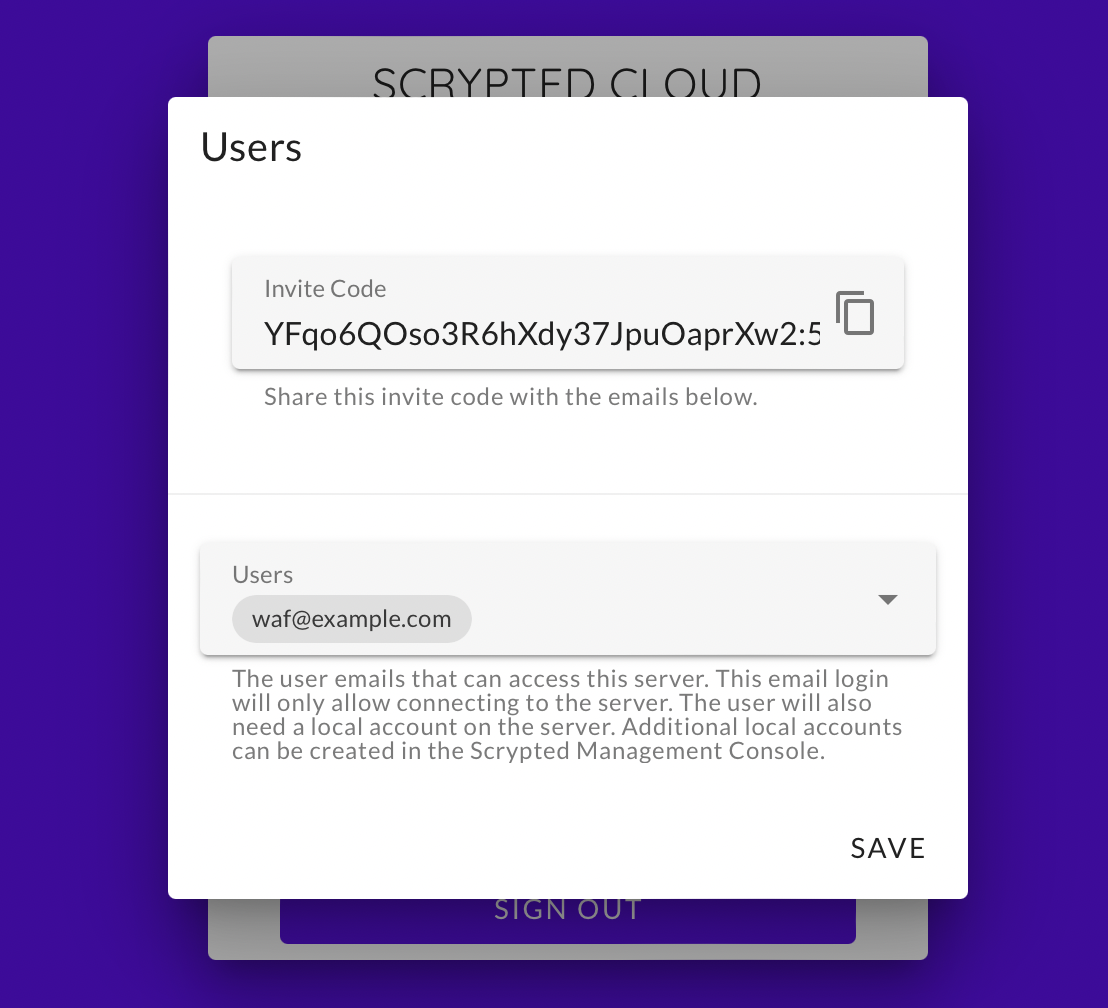 SCRYPTED CLOUD
Users
Invite Code
YFqo6QOso3R6hXdy37JpuOaprXw2:5
Share this invite code with the emails below.
Users
waf@example.com
The user emails that can access this server. This email login
will only allow connecting to the server. The user will also
need a local account on the server. Additional local accounts
can be created in the Scrypted Management Console.
SAVE
SIGN OUT